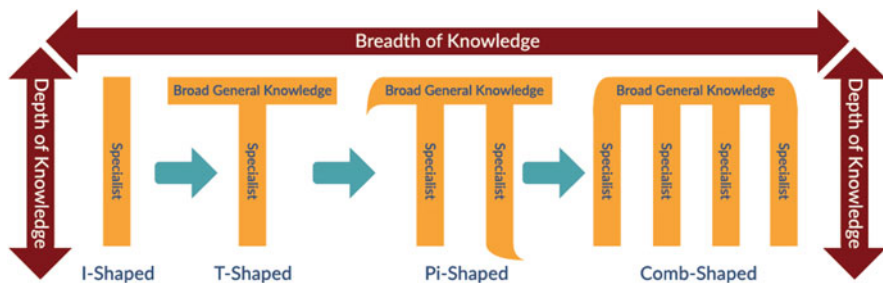 Breadth of Knowledge
Depth of Knowledge
Specialist
I-Shaped
Broad General Knowledge
Specialist
T-Shaped
Broad General Knowledge
Specialist
Specialist
Pi-Shaped
Broad General Knowledge
Specialist
Specialist
Specialist
Specialist
Comb-Shaped
Depth of Knowledge